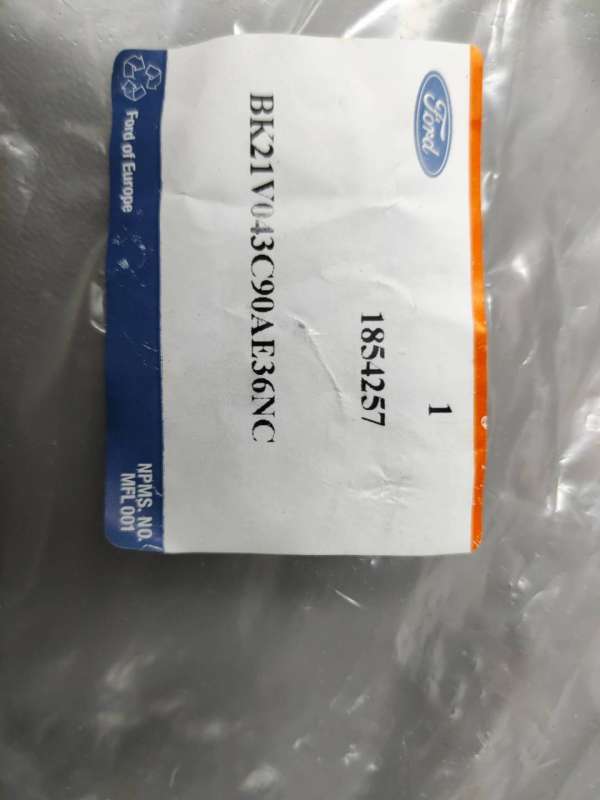 Ford
1
1854257
BK21V043C90AE36NC
Ford of Europe
NPMS. NO.
MFL 001